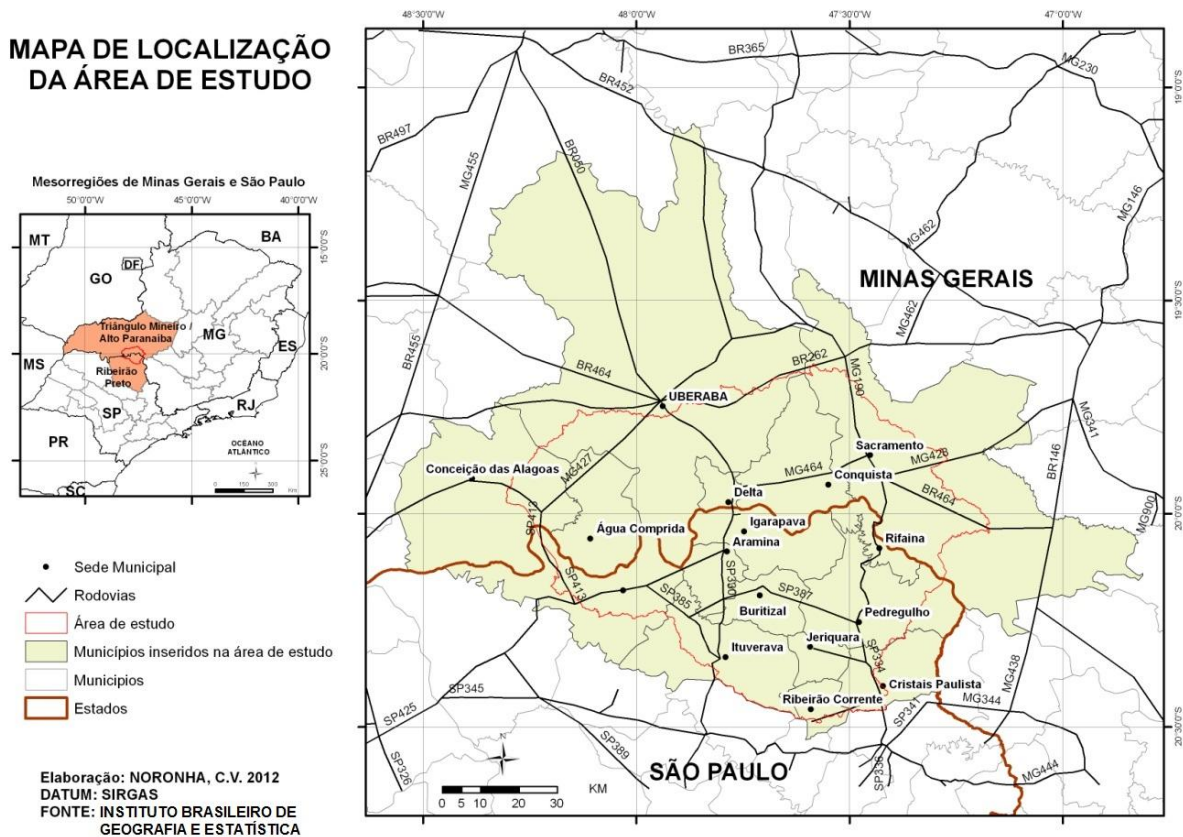 MAPA DE LOCALIZAÇÃO
DA ÁREA DE ESTUDO
Mesorregiões de Minas Gerais e São Paulo
50°0'0"W
45°0'0"W
40°0'0"W
MT
BA
15°0'0"S
GO
DF
Triângulo Mineiro /
Alto Paranaiba
MG
ES
20°0'0"S
MS
Ribeirão
Preto
SP
RJ
PR
OCEANO
ATLÂNTICO
25°0'0"S
SC
0 150 300
Km
Sede Municipal
Rodovias
Área de estudo
Municípios inseridos na área de estudo
Municipios
Estados
Elaboração: NORONHA, C.V. 2012
DATUM: SIRGAS
FONTE: INSTITUTO BRASILEIRO DE
GEOGRAFIA E ESTATÍSTICA
48°30'0"W
48°0'0"W
47°30'0"W
47°0'0"W
BR365
MG230
19°0'0"S
BR452
BR497
MG455
BR050
MG146
MG462
MINAS GERAIS
19°30'0"S
MG462
BR455
BR464
BR262
MG190
UBERABA
MG341
Sacramento
MG428
BR146
Conceição das Alagoas
MG427
MG464
Conquista
Delta
BR464
MG900
20°0'0"S
SP413
Água Comprida
Igarapava
Aramina
Rifaina
SP413
SP385
SP330
SP387
Buritizal
Pedregulho
Jeriquara
Ituverava
SP334
MG438
Cristais Paulista
SP345
Ribeirão Corrente
MG344
SP425
SP341
20°30'0"S
SP389
SP326
SÃO PAULO
SP336
MG444
N
0 5 10 20 30
KM